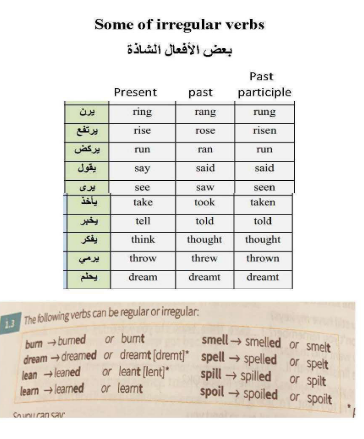 Some of irregular verbs
بعض الأفعال الشاذة
Present past Past participle
يرن ring rang rung
يرتفع rise rose risen
يركض run ran run
يقول say said said
يرى see saw seen
يأخذ take took taken
يخبر tell told told
يفكر think thought thought
يرمي throw threw thrown
يحلم dream dreamt dreamt
1.3 The following verbs can be regular or irregular:
burn → burned or burnt
dream → dreamed or dreamt [dremt]*
lean → leaned or leant [lent]*
learn → learned or learnt
smell → smelled or smelt
spell → spelled or spelt
spill → spilled or spilt
spoil → spoiled or spoilt
So you can say: